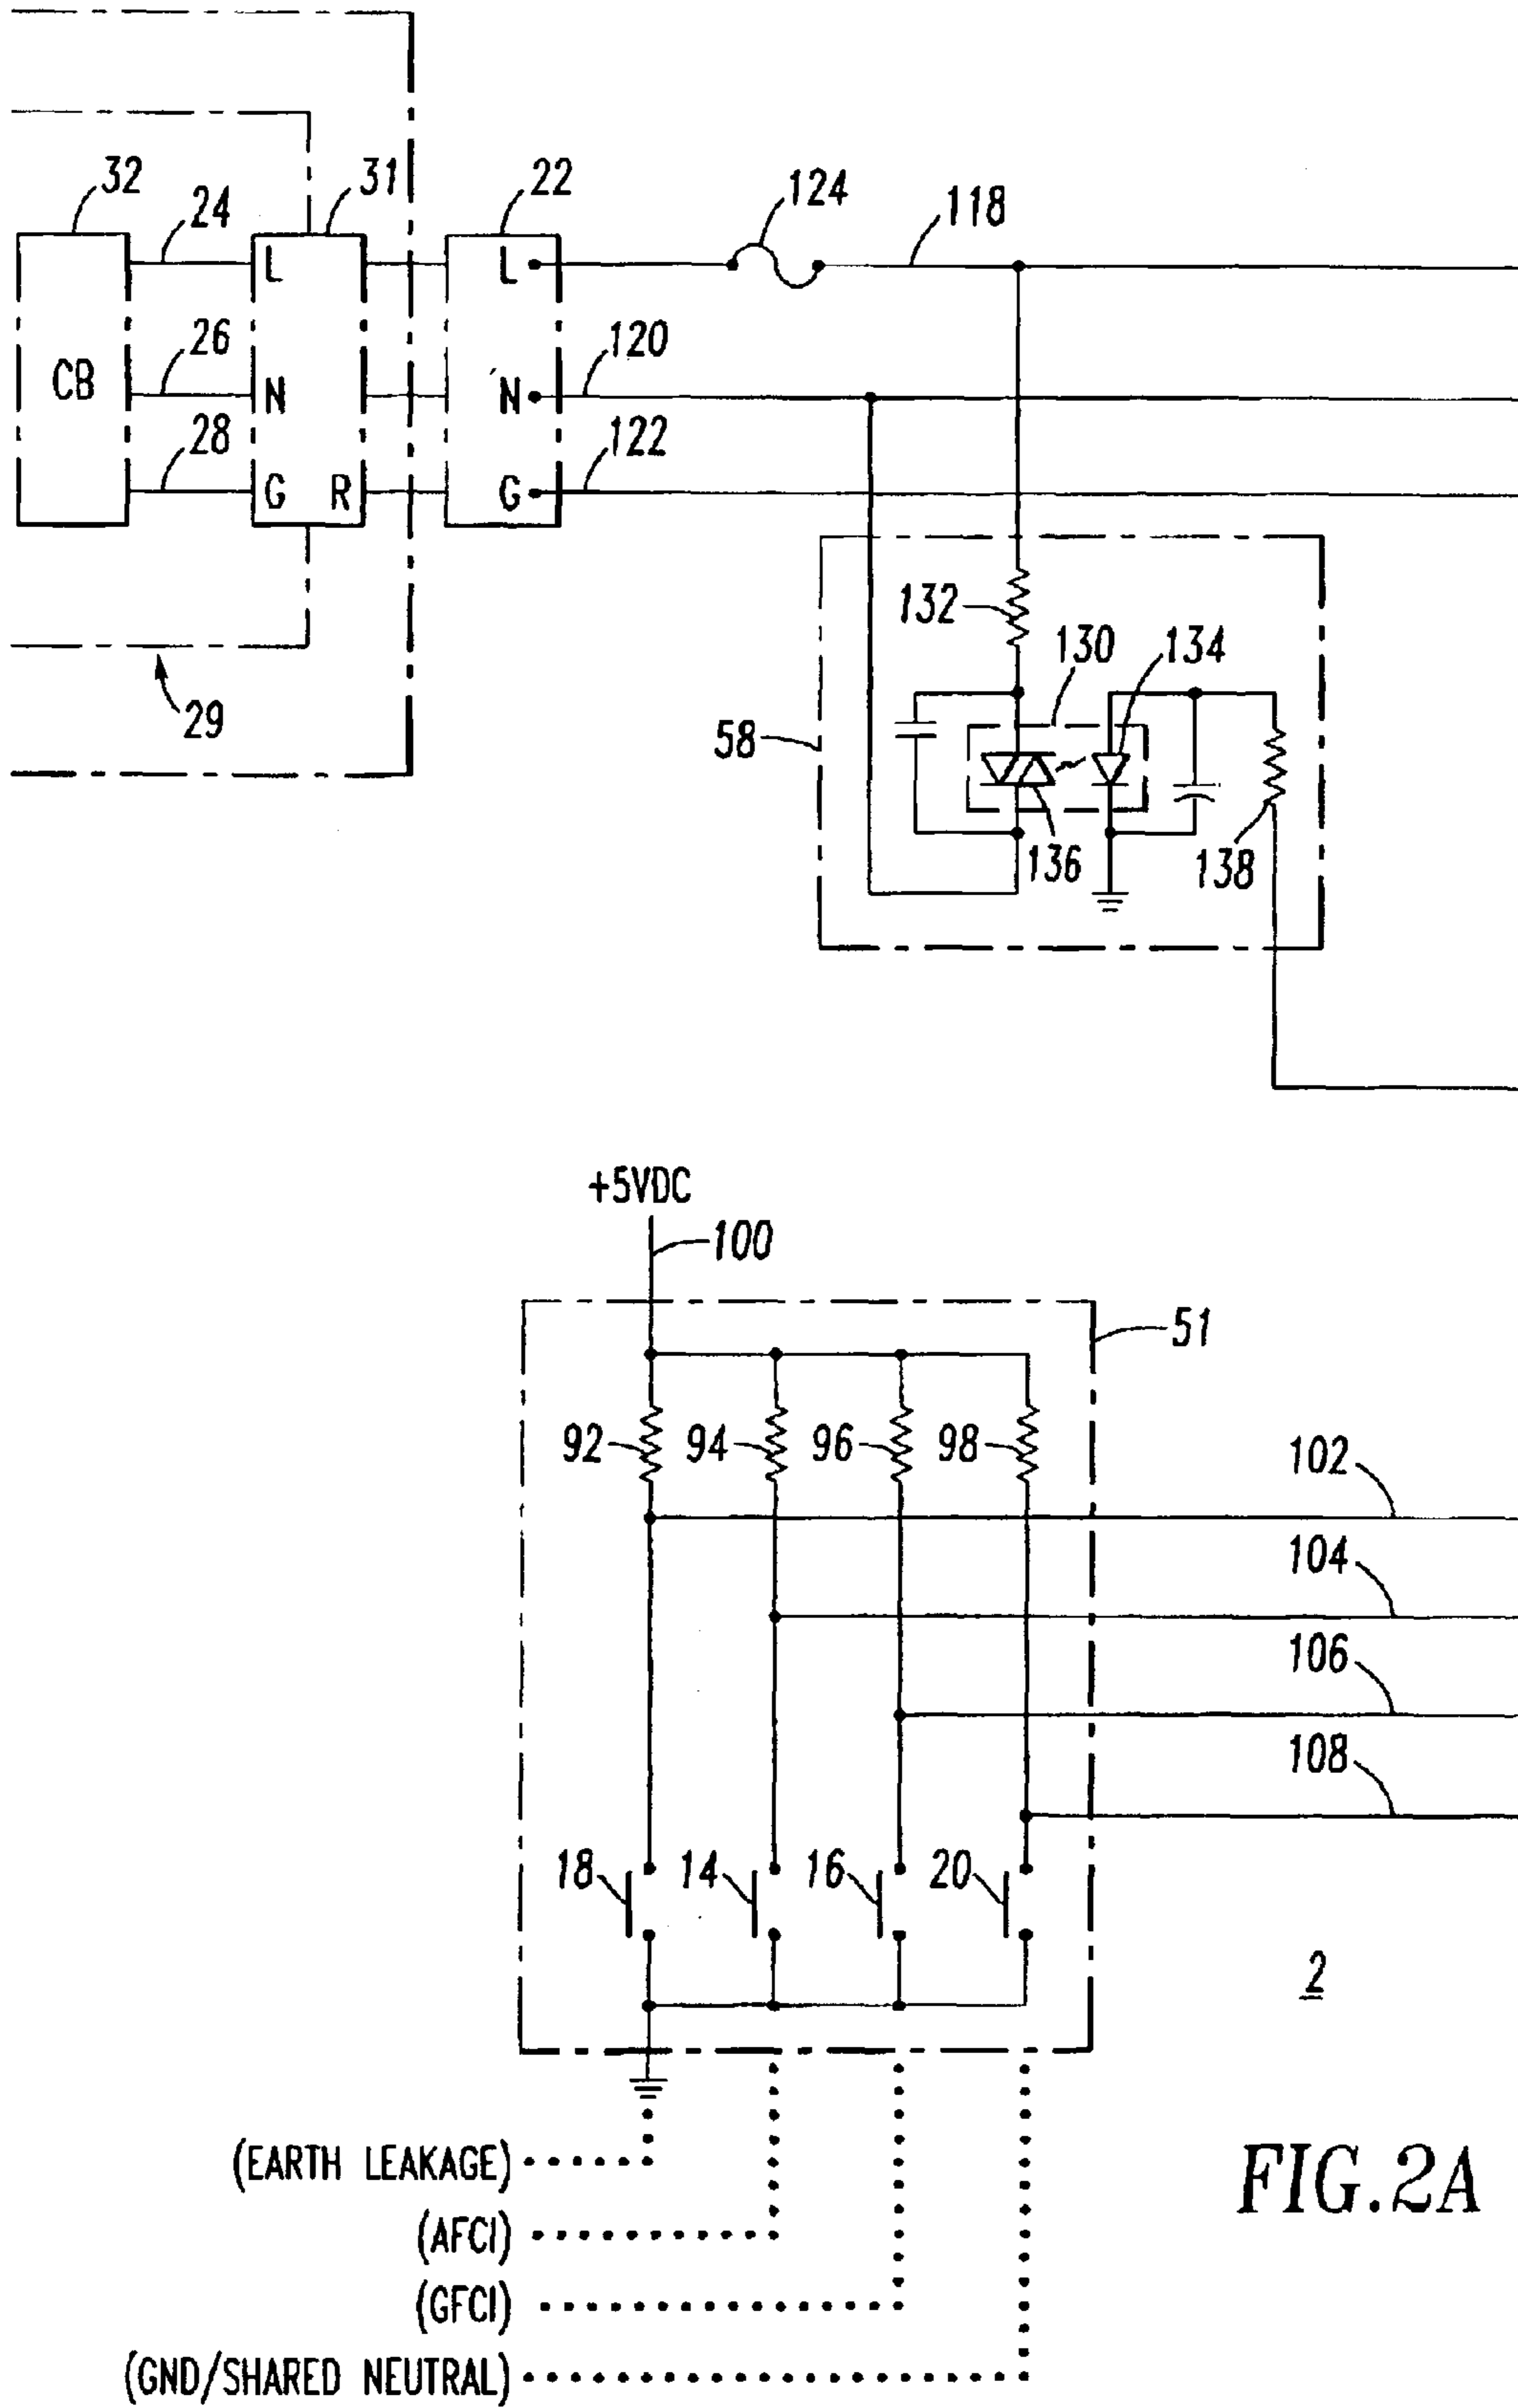 32
24
31
22
124
118
L
L
26
120
CB
N
N
28
122
G
R
G
132
130
134
29
58
136
138
+5VDC
100
51
92
94
96
98
102
104
106
108
18
14
16
20
2
(EARTH LEAKAGE)
(AFCI)
(GFCI)
(GND/SHARED NEUTRAL)
FIG.2A